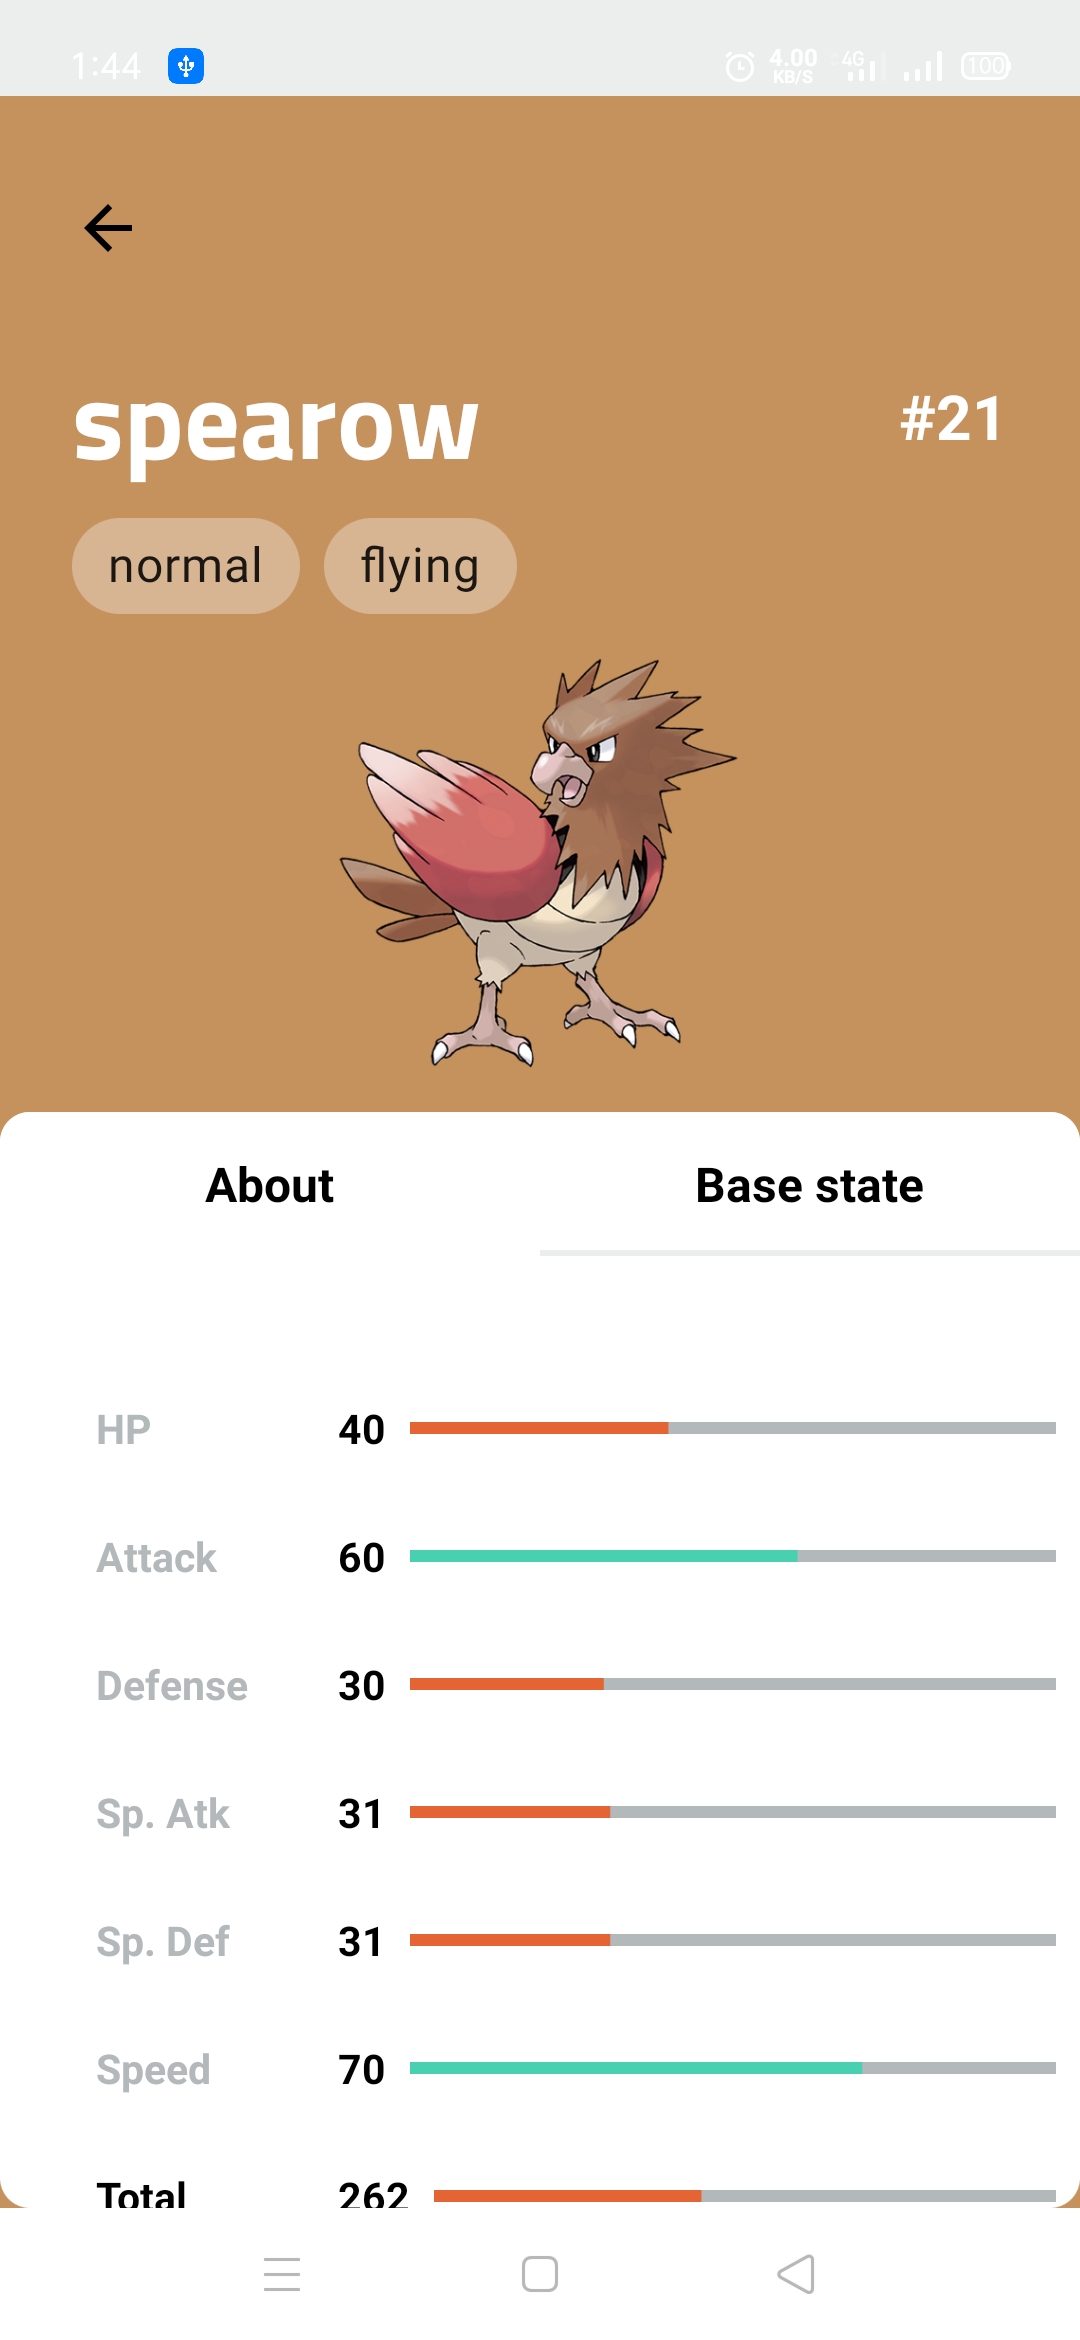 1:44 4.00 KB/S 4G 100
spearow #21
normal flying
About Base state
HP 40
Attack 60
Defense 30
Sp. Atk 31
Sp. Def 31
Speed 70
Total 262